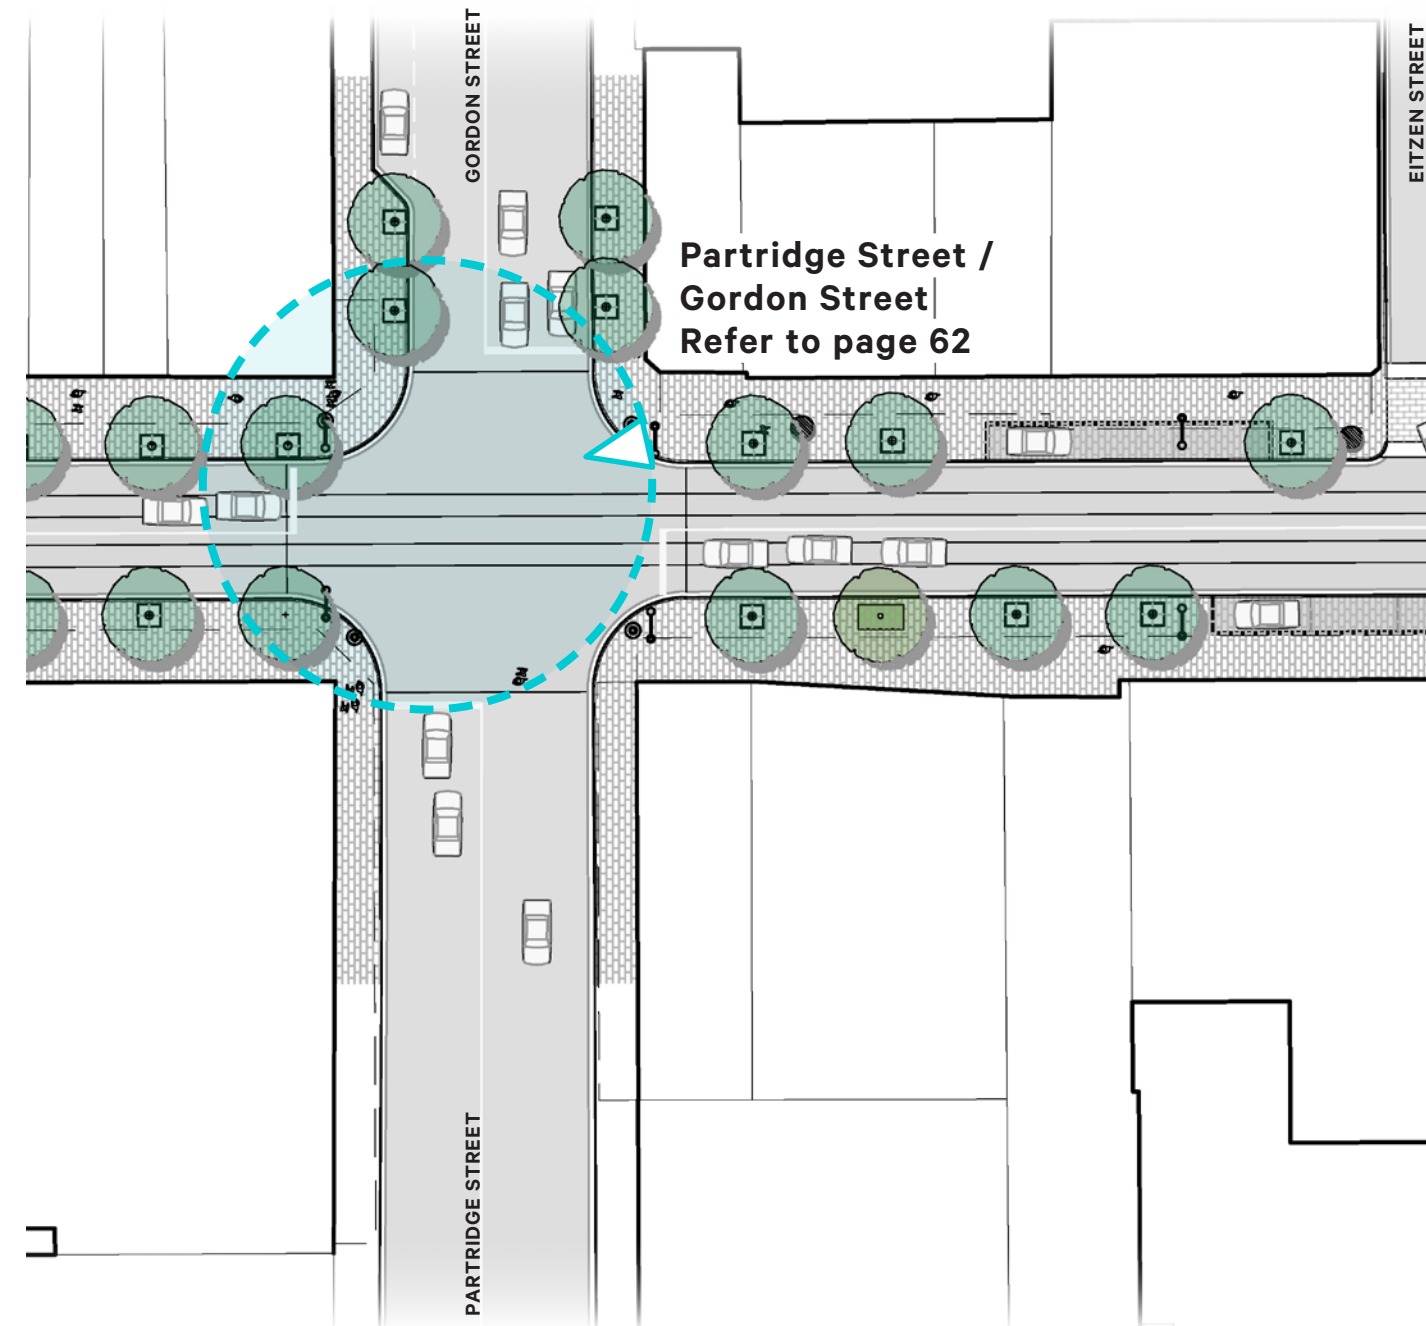 GORDON STREET
EITZEN STREET
Partridge Street /
Gordon Street
Refer to page 62
PARTRIDGE STREET